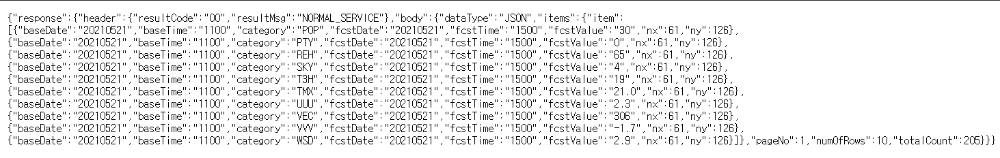 {"response":{"header":{"resultCode":"00","resultMsg":"NORMAL_SERVICE"},"body":{"dataType":"JSON","items":{"item":
[{"baseDate":"20210521","baseTime":"1100","category":"POP","fcstDate":"20210521","fcstTime":"1500","fcstValue":"30","nx":61,"ny":126},
{"baseDate":"20210521","baseTime":"1100","category":"PTY","fcstDate":"20210521","fcstTime":"1500","fcstValue":"0","nx":61,"ny":126},
{"baseDate":"20210521","baseTime":"1100","category":"REH","fcstDate":"20210521","fcstTime":"1500","fcstValue":"65","nx":61,"ny":126},
{"baseDate":"20210521","baseTime":"1100","category":"SKY","fcstDate":"20210521","fcstTime":"1500","fcstValue":"4","nx":61,"ny":126},
{"baseDate":"20210521","baseTime":"1100","category":"T3H","fcstDate":"20210521","fcstTime":"1500","fcstValue":"19","nx":61,"ny":126},
{"baseDate":"20210521","baseTime":"1100","category":"TMX","fcstDate":"20210521","fcstTime":"1500","fcstValue":"21.0","nx":61,"ny":126},
{"baseDate":"20210521","baseTime":"1100","category":"UUU","fcstDate":"20210521","fcstTime":"1500","fcstValue":"2.3","nx":61,"ny":126},
{"baseDate":"20210521","baseTime":"1100","category":"VEC","fcstDate":"20210521","fcstTime":"1500","fcstValue":"306","nx":61,"ny":126},
{"baseDate":"20210521","baseTime":"1100","category":"VVV","fcstDate":"20210521","fcstTime":"1500","fcstValue":"-1.7","nx":61,"ny":126},
{"baseDate":"20210521","baseTime":"1100","category":"WSD","fcstDate":"20210521","fcstTime":"1500","fcstValue":"2.9","nx":61,"ny":126}]},"pageNo":1,"numOfRows":10,"totalCount":205}}}